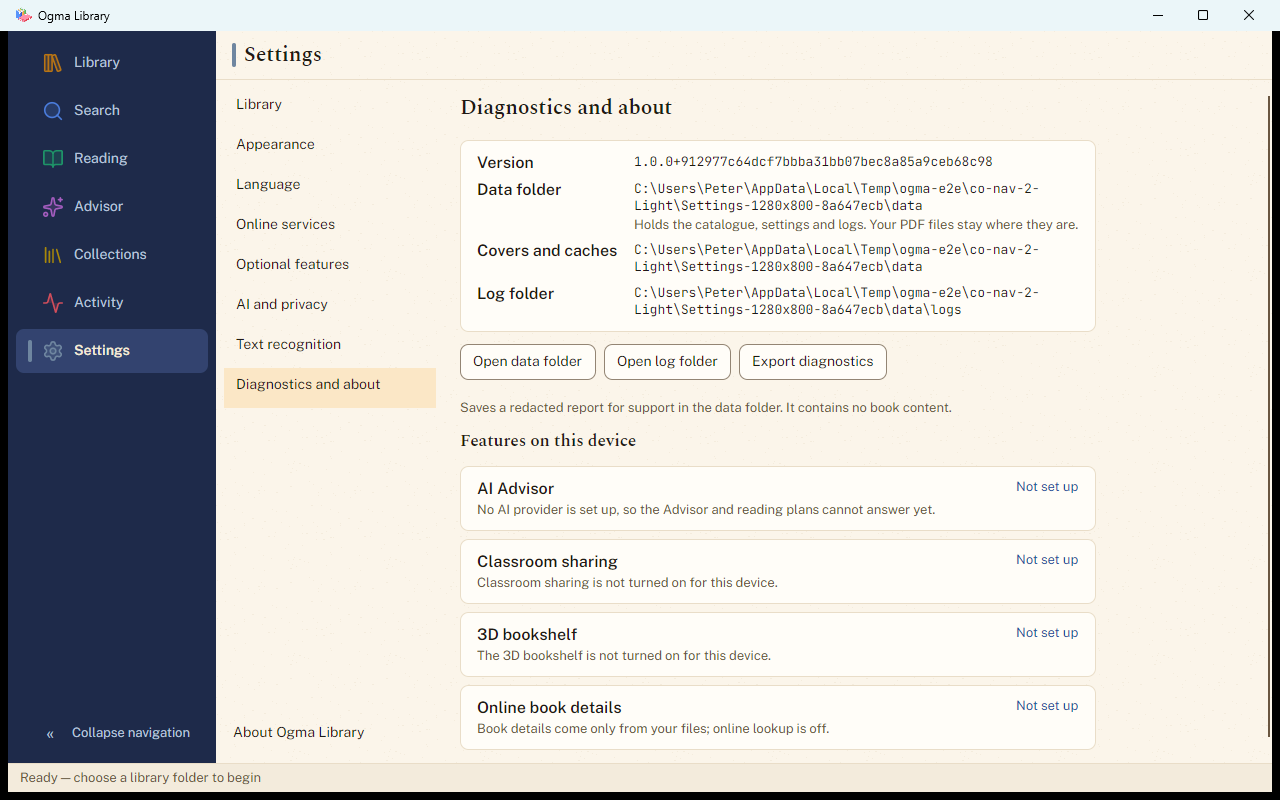 Ogma Library
Library
Search
Reading
Advisor
Collections
Activity
Settings
« Collapse navigation
Settings
Library
Appearance
Language
Online services
Optional features
AI and privacy
Text recognition
Diagnostics and about
About Ogma Library
Diagnostics and about
Version 1.0.0+912977c64dcf7bbba31bb07bec8a85a9ceb68c98
Data folder C:\Users\Peter\AppData\Local\Temp\ogma-e2e\co-nav-2-
Light\Settings-1280x800-8a647ecb\data
Holds the catalogue, settings and logs. Your PDF files stay where they are.
Covers and caches C:\Users\Peter\AppData\Local\Temp\ogma-e2e\co-nav-2-
Light\Settings-1280x800-8a647ecb\data
Log folder C:\Users\Peter\AppData\Local\Temp\ogma-e2e\co-nav-2-
Light\Settings-1280x800-8a647ecb\data\logs
Open data folder Open log folder Export diagnostics
Saves a redacted report for support in the data folder. It contains no book content.
Features on this device
AI Advisor Not set up
No AI provider is set up, so the Advisor and reading plans cannot answer yet.
Classroom sharing Not set up
Classroom sharing is not turned on for this device.
3D bookshelf Not set up
The 3D bookshelf is not turned on for this device.
Online book details Not set up
Book details come only from your files; online lookup is off.
Ready — choose a library folder to begin